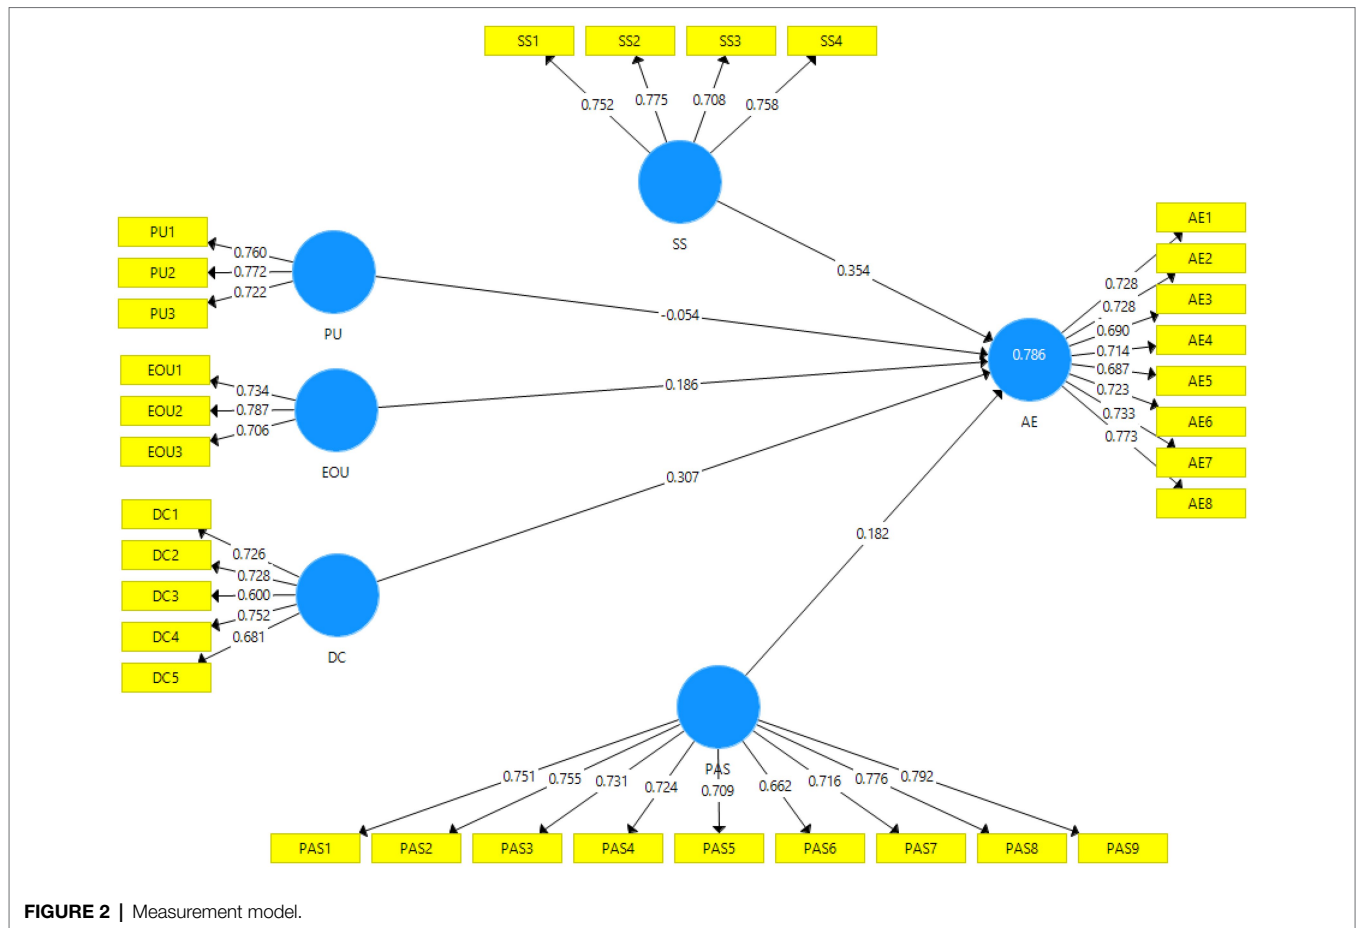 SS1 SS2 SS3 SS4
0.752 0.775 0.708 0.758
SS
PU1
PU2
PU3
0.760
0.772
0.722
PU
EOU1
EOU2
EOU3
0.734
0.787
0.706
EOU
DC1
DC2
DC3
DC4
DC5
0.726
0.728
0.600
0.752
0.681
DC
0.354
-0.054
0.186
0.307
0.182
0.786
AE
0.728
0.728
0.690
0.714
0.687
0.723
0.733
0.773
AE1
AE2
AE3
AE4
AE5
AE6
AE7
AE8
PAS
0.751 0.755 0.731 0.724 0.709 0.662 0.716 0.776 0.792
PAS1 PAS2 PAS3 PAS4 PAS5 PAS6 PAS7 PAS8 PAS9
FIGURE 2 | Measurement model.